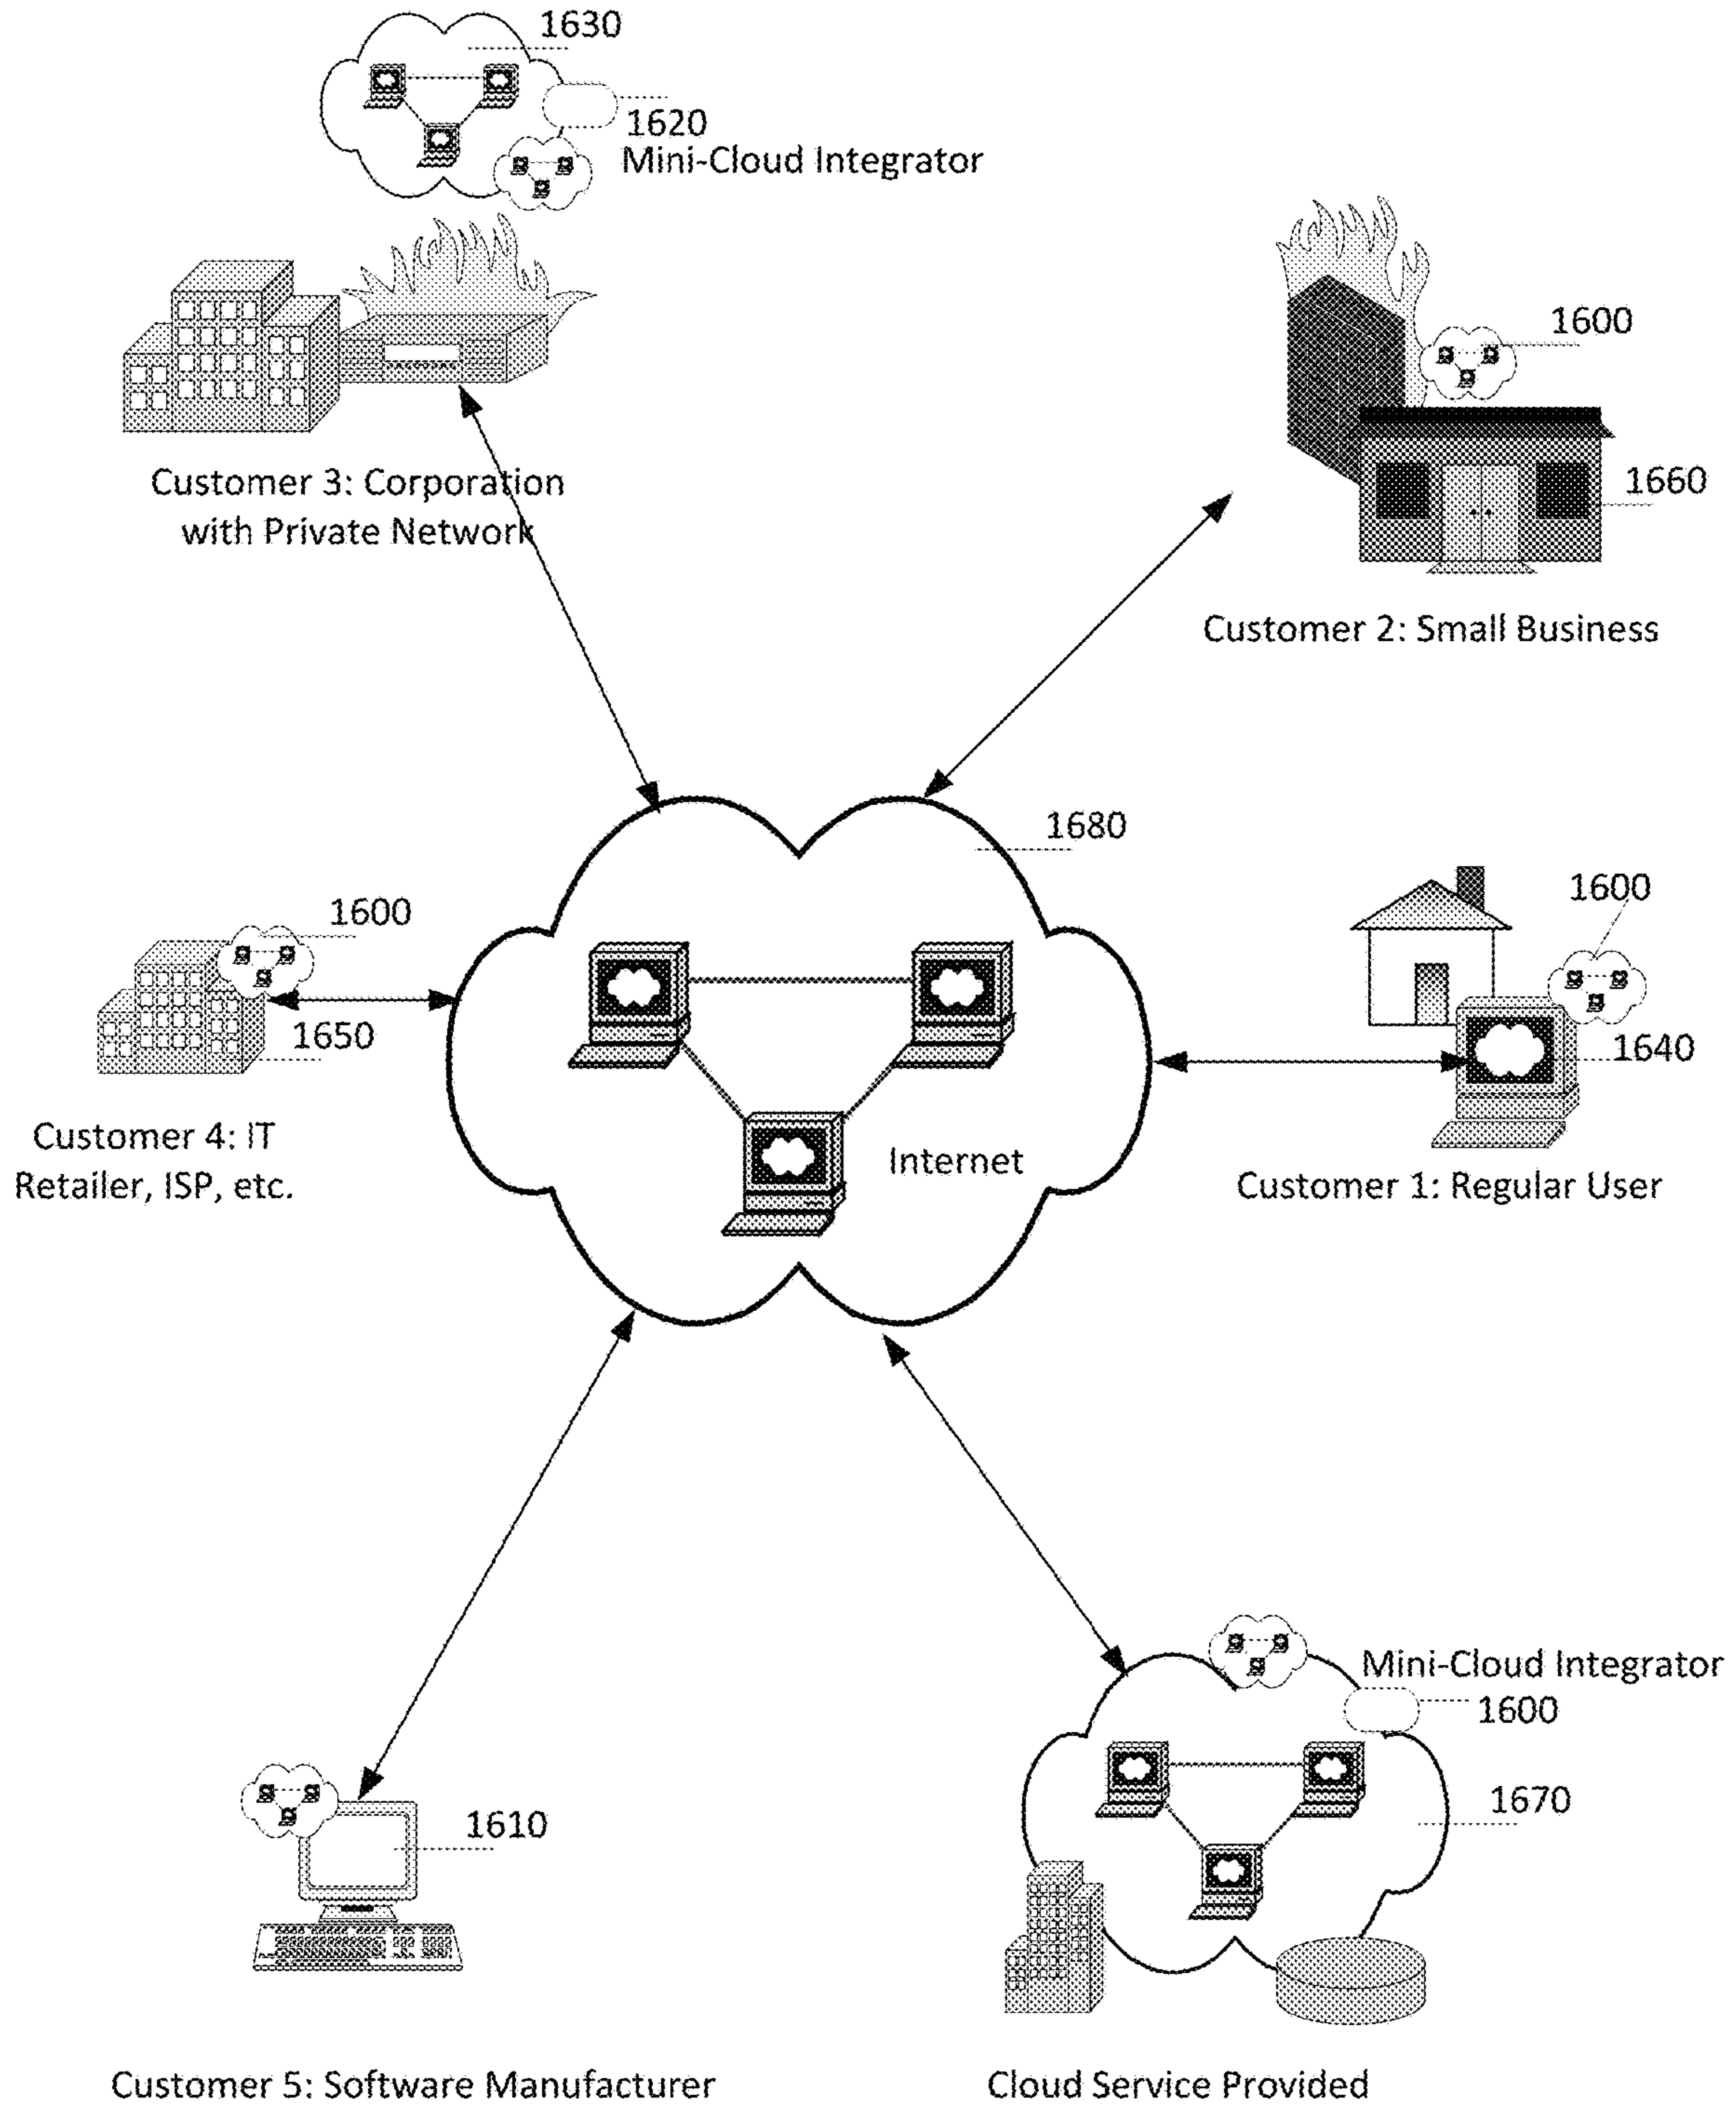 1630
1620
Mini-Cloud Integrator
1600
1660
Customer 3: Corporation
with Private Network
Customer 2: Small Business
1680
1600
1600
1650
1640
Customer 4: IT
Retailer, ISP, etc.
Internet
Customer 1: Regular User
Mini-Cloud Integrator
1600
1670
1610
Customer 5: Software Manufacturer
Cloud Service Provided